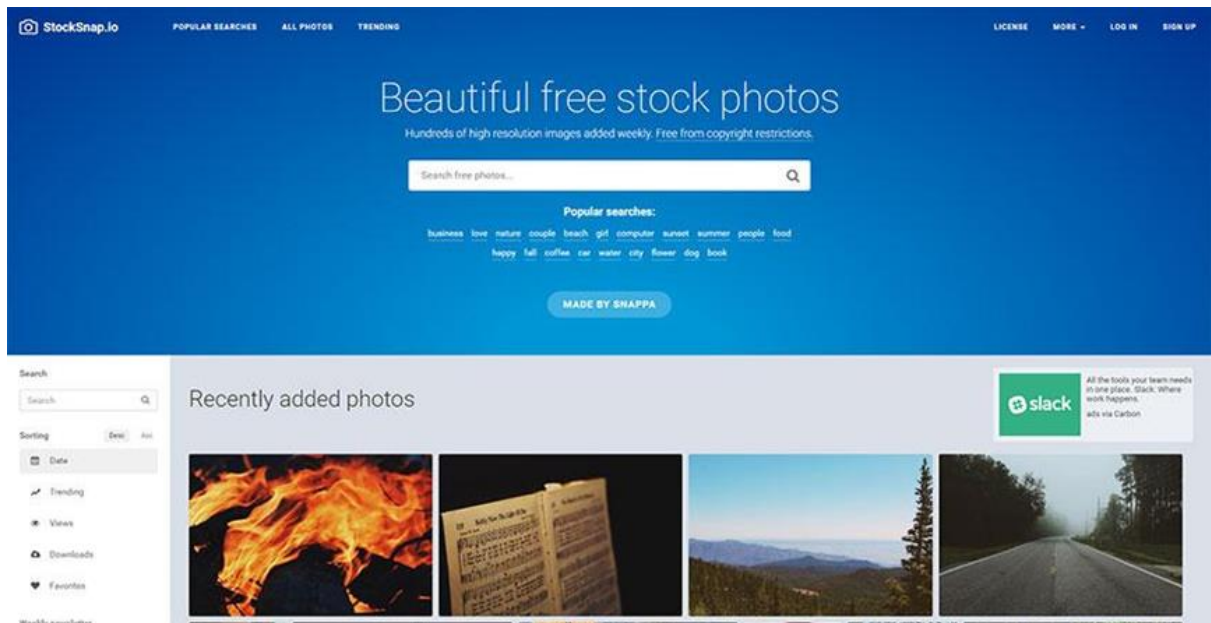 StockSnap.io
POPULAR SEARCHES ALL PHOTOS TRENDING
LICENSE MORE LOG IN SIGN UP
Beautiful free stock photos
Hundreds of high resolution images added weekly. Free from copyright restrictions.
Search free photos...
Popular searches:
business love nature couple beach girl computer sunset summer people food
happy fall coffee car water city flower dog book
MADE BY SNAPPA
Search
Search
Sorting Desc Asc
Date
Trending
Views
Downloads
Favorites
Weekly newsletter
Recently added photos
slack
All the tools your team needs
in one place. Slack: Where
work happens.
ads via Carbon